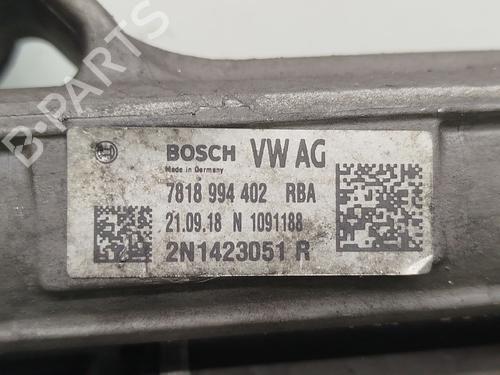 B-Parts
BOSCH VW AG
Made in Germany
7818 994 402 RBA
21.09.18 N 1091188
2N1423051 R